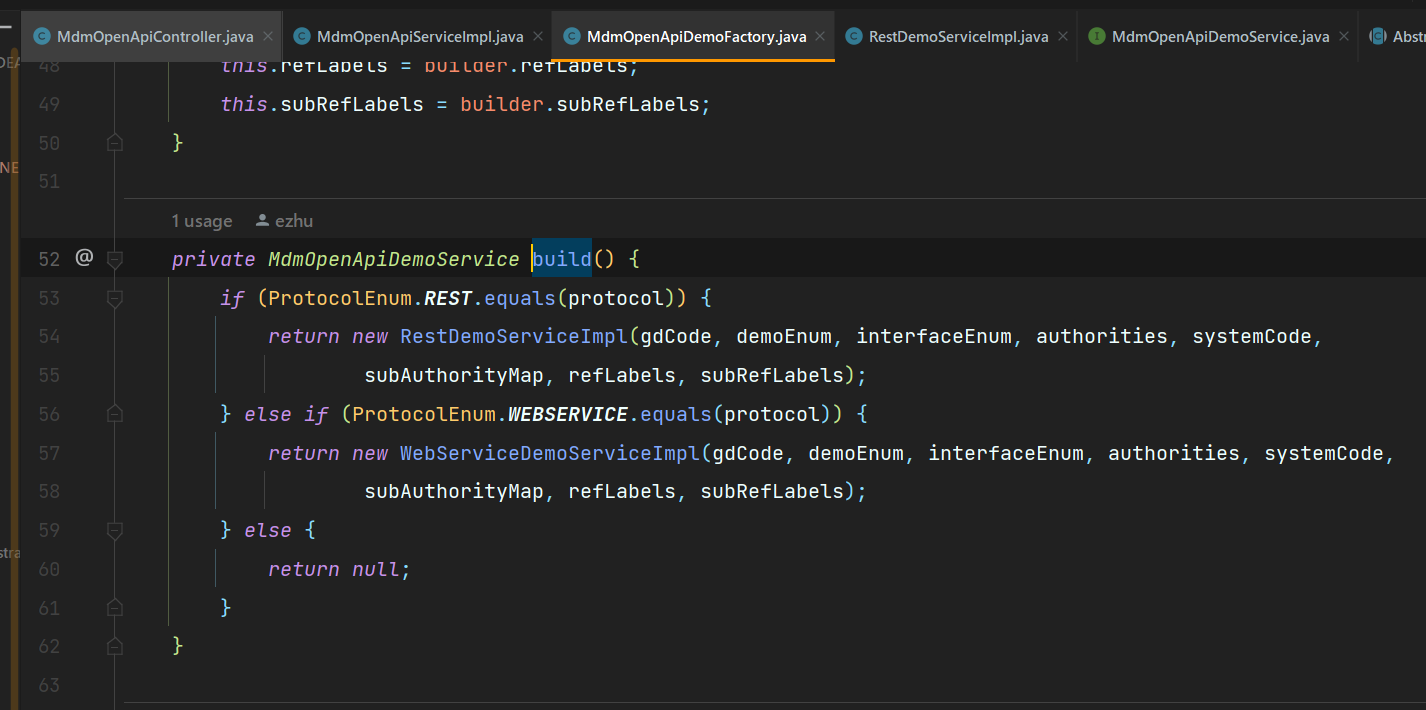 MdmOpenApiController.java MdmOpenApiServiceImpl.java MdmOpenApiDemoFactory.java RestDemoServiceImpl.java MdmOpenApiDemoService.java Abstr
48 this.refLabels = builder.refLabels;
49 this.subRefLabels = builder.subRefLabels;
50 }
51
1 usage ezhu
52 @ private MdmOpenApiDemoService build() {
53 if (ProtocolEnum.REST.equals(protocol)) {
54 return new RestDemoServiceImpl(gdCode, demoEnum, interfaceEnum, authorities, systemCode,
55 subAuthorityMap, refLabels, subRefLabels);
56 } else if (ProtocolEnum.WEBSERVICE.equals(protocol)) {
57 return new WebServiceDemoServiceImpl(gdCode, demoEnum, interfaceEnum, authorities, systemCode,
58 subAuthorityMap, refLabels, subRefLabels);
59 } else {
60 return null;
61 }
62 }
63